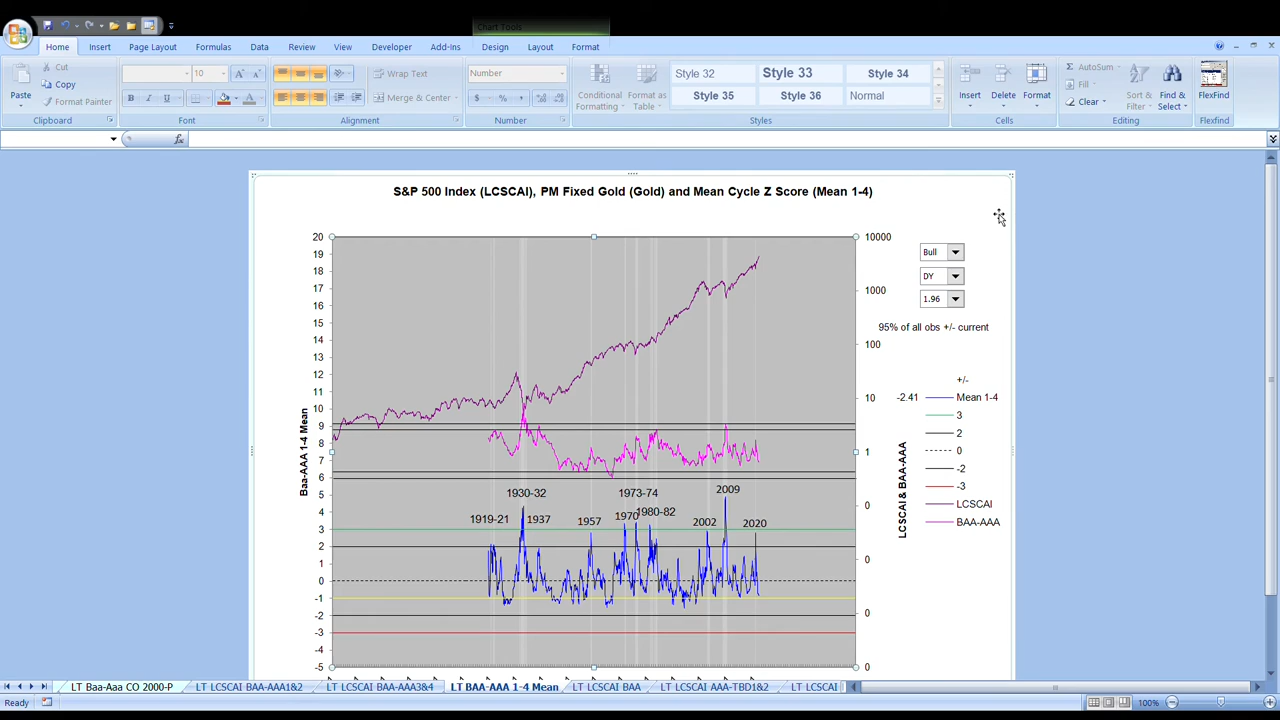 Chart Tools
Home Insert Page Layout Formulas Data Review View Developer Add-Ins Design Layout Format
Paste
Cut
Copy
Format Painter
Clipboard
10
Font
Wrap Text
Merge & Center
Alignment
Number
Number
Conditional Formatting
Format as Table
Style 32 Style 33 Style 34
Style 35 Style 36 Normal
Styles
Insert Delete Format
Cells
AutoSum
Fill
Clear
Sort & Filter
Find & Select
Editing
FlexFind
Flexfind
fx
S&P 500 Index (LCSCAI), PM Fixed Gold (Gold) and Mean Cycle Z Score (Mean 1-4)
Baa-AAA 1-4 Mean
20
19
18
17
16
15
14
13
12
11
10
9
8
7
6
5
4
3
2
1
0
-1
-2
-3
-4
-5
1930-32
1973-74
2009
1919-21
1937
1957
1970
1980-82
2002
2020
10000
1000
100
10
1
0
0
0
0
LCSCAI & BAA-AAA
Bull
DY
1.96
95% of all obs +/- current
+/-
-2.41 Mean 1-4
3
2
0
-2
-3
LCSCAI
BAA-AAA
LT Baa-Aaa CO 2000-P LT LCSCAI BAA-AAA1&2 LT LCSCAI BAA-AAA3&4 LT BAA-AAA 1-4 Mean LT LCSCAI BAA LT LCSCAI AAA-TBD1&2 LT LCSCAI
Ready
100%